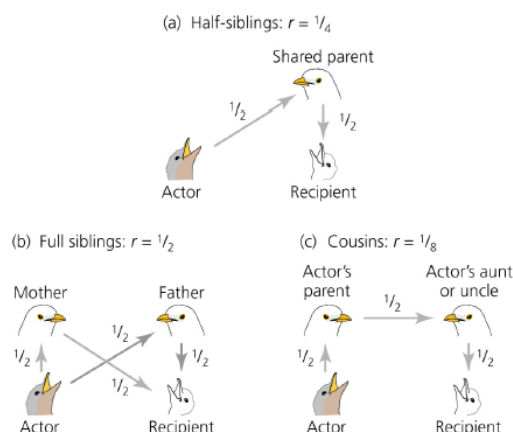 (a) Half-siblings: r = 1/4
Shared parent
1/2
1/2
Actor
Recipient
(b) Full siblings: r = 1/2
Mother
Father
1/2
1/2
1/2
1/2
Actor
Recipient
(c) Cousins: r = 1/8
Actor's
parent
Actor's aunt
or uncle
1/2
1/2
1/2
Actor
Recipient